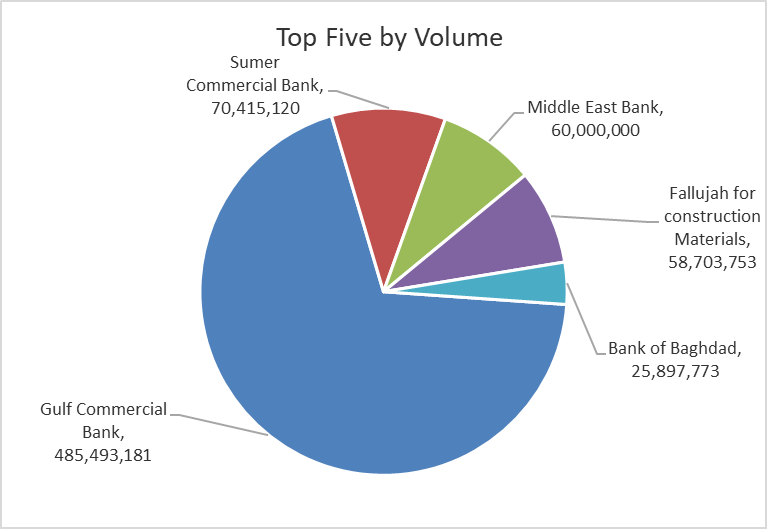 Top Five by Volume
Sumer
Commercial Bank,
70,415,120
Middle East Bank,
60,000,000
Fallujah for
construction
Materials,
58,703,753
Bank of Baghdad,
25,897,773
Gulf Commercial
Bank,
485,493,181